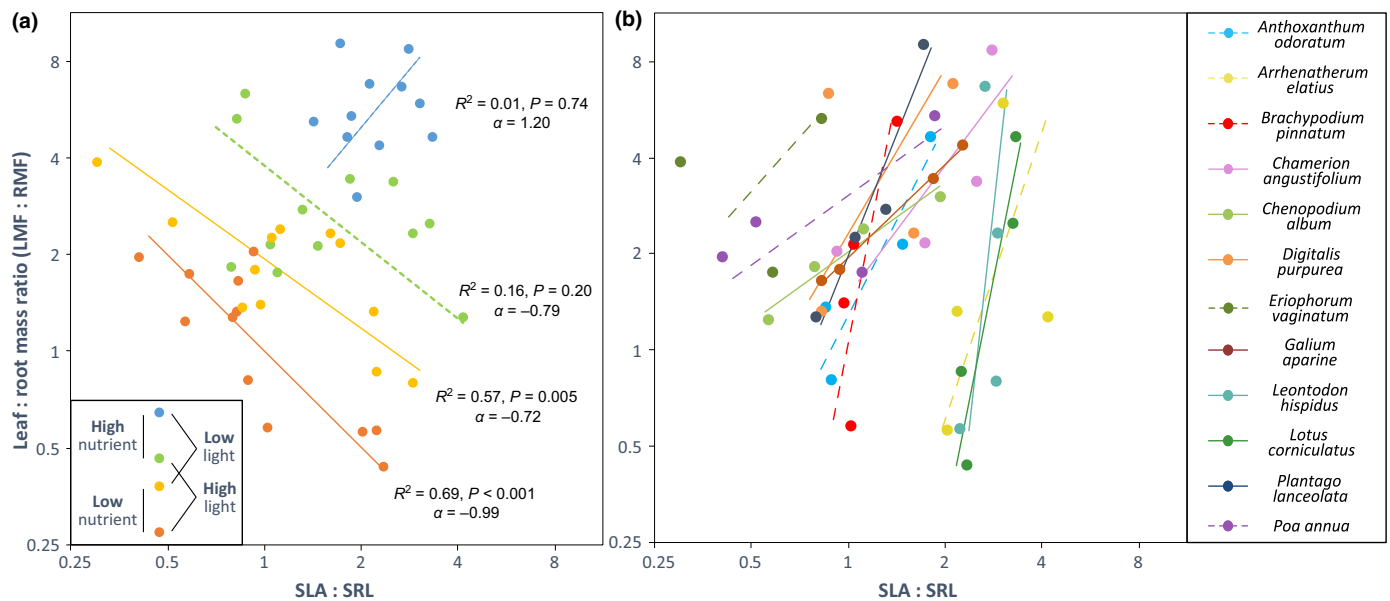 (a)
Leaf : root mass ratio (LMF : RMF)
8
4
2
1
0.5
0.25
R² = 0.01, P = 0.74
α = 1.20
R² = 0.16, P = 0.20
α = –0.79
R² = 0.57, P = 0.005
α = –0.72
R² = 0.69, P < 0.001
α = –0.99
High
nutrient
Low
light
Low
nutrient
High
light
0.25 0.5 1 2 4 8
SLA : SRL
(b)
8
4
2
1
0.5
0.25
0.25 0.5 1 2 4 8
SLA : SRL
Anthoxanthum
odoratum
Arrhenatherum
elatius
Brachypodium
pinnatum
Chamerion
angustifolium
Chenopodium
album
Digitalis
purpurea
Eriophorum
vaginatum
Galium
aparine
Leontodon
hispidus
Lotus
corniculatus
Plantago
lanceolata
Poa annua